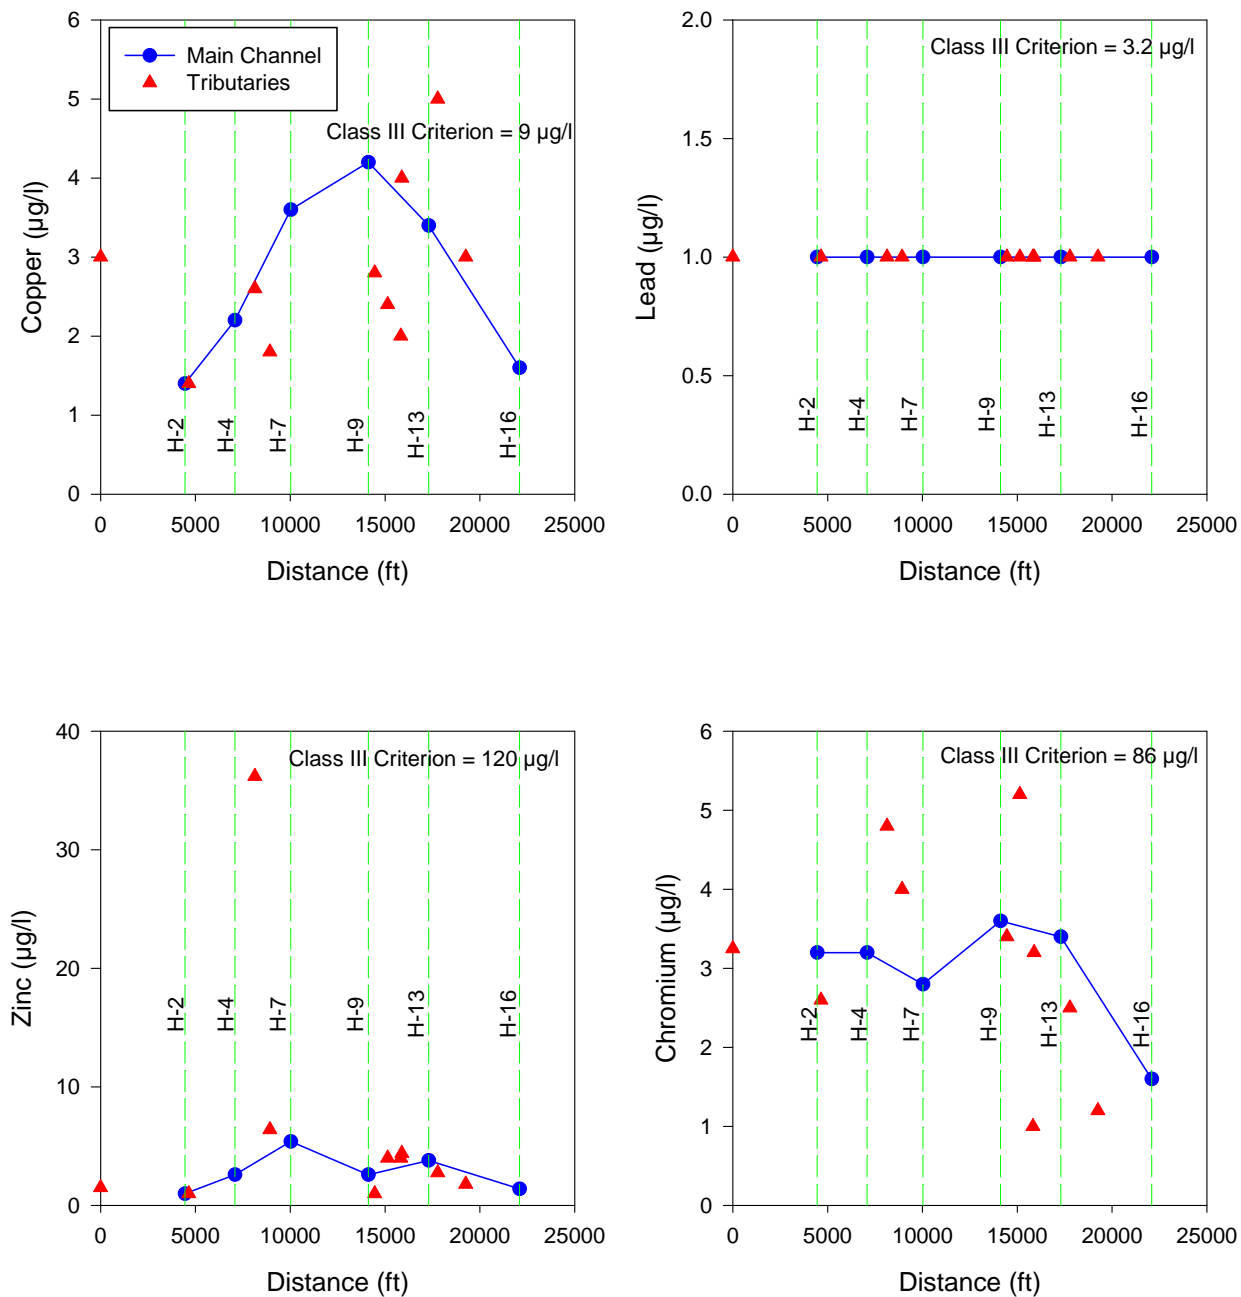 6
5
4
3
2
1
0
Copper (µg/l)
Main Channel
Tributaries
Class III Criterion = 9 µg/l
H-2
H-4
H-7
H-9
H-13
H-16
0
5000
10000
15000
20000
25000
Distance (ft)
2.0
1.5
1.0
0.5
0.0
Lead (µg/l)
Class III Criterion = 3.2 µg/l
H-2
H-4
H-7
H-9
H-13
H-16
0
5000
10000
15000
20000
25000
Distance (ft)
40
30
20
10
0
Zinc (µg/l)
Class III Criterion = 120 µg/l
H-2
H-4
H-7
H-9
H-13
H-16
0
5000
10000
15000
20000
25000
Distance (ft)
6
5
4
3
2
1
0
Chromium (µg/l)
Class III Criterion = 86 µg/l
H-2
H-4
H-7
H-9
H-13
H-16
0
5000
10000
15000
20000
25000
Distance (ft)